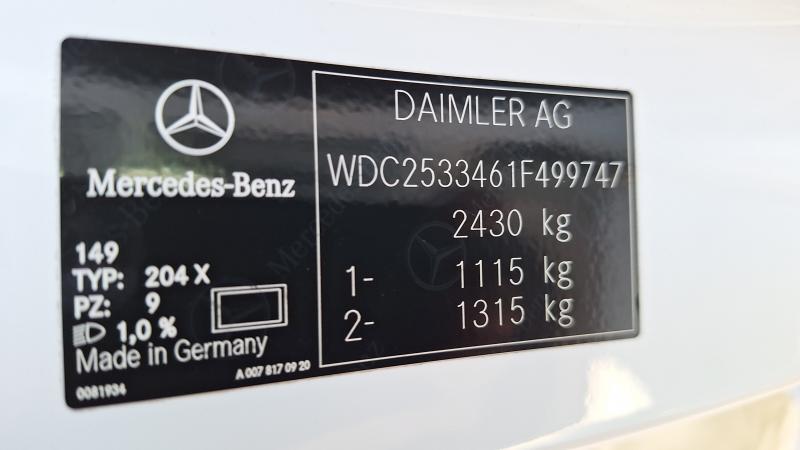 Mercedes-Benz
149
TYP: 204 X
PZ: 9
1,0 %
Made in Germany
0081934
A 007 817 09 20
DAIMLER AG
WDC2533461F499747
2430 kg
1- 1115 kg
2- 1315 kg